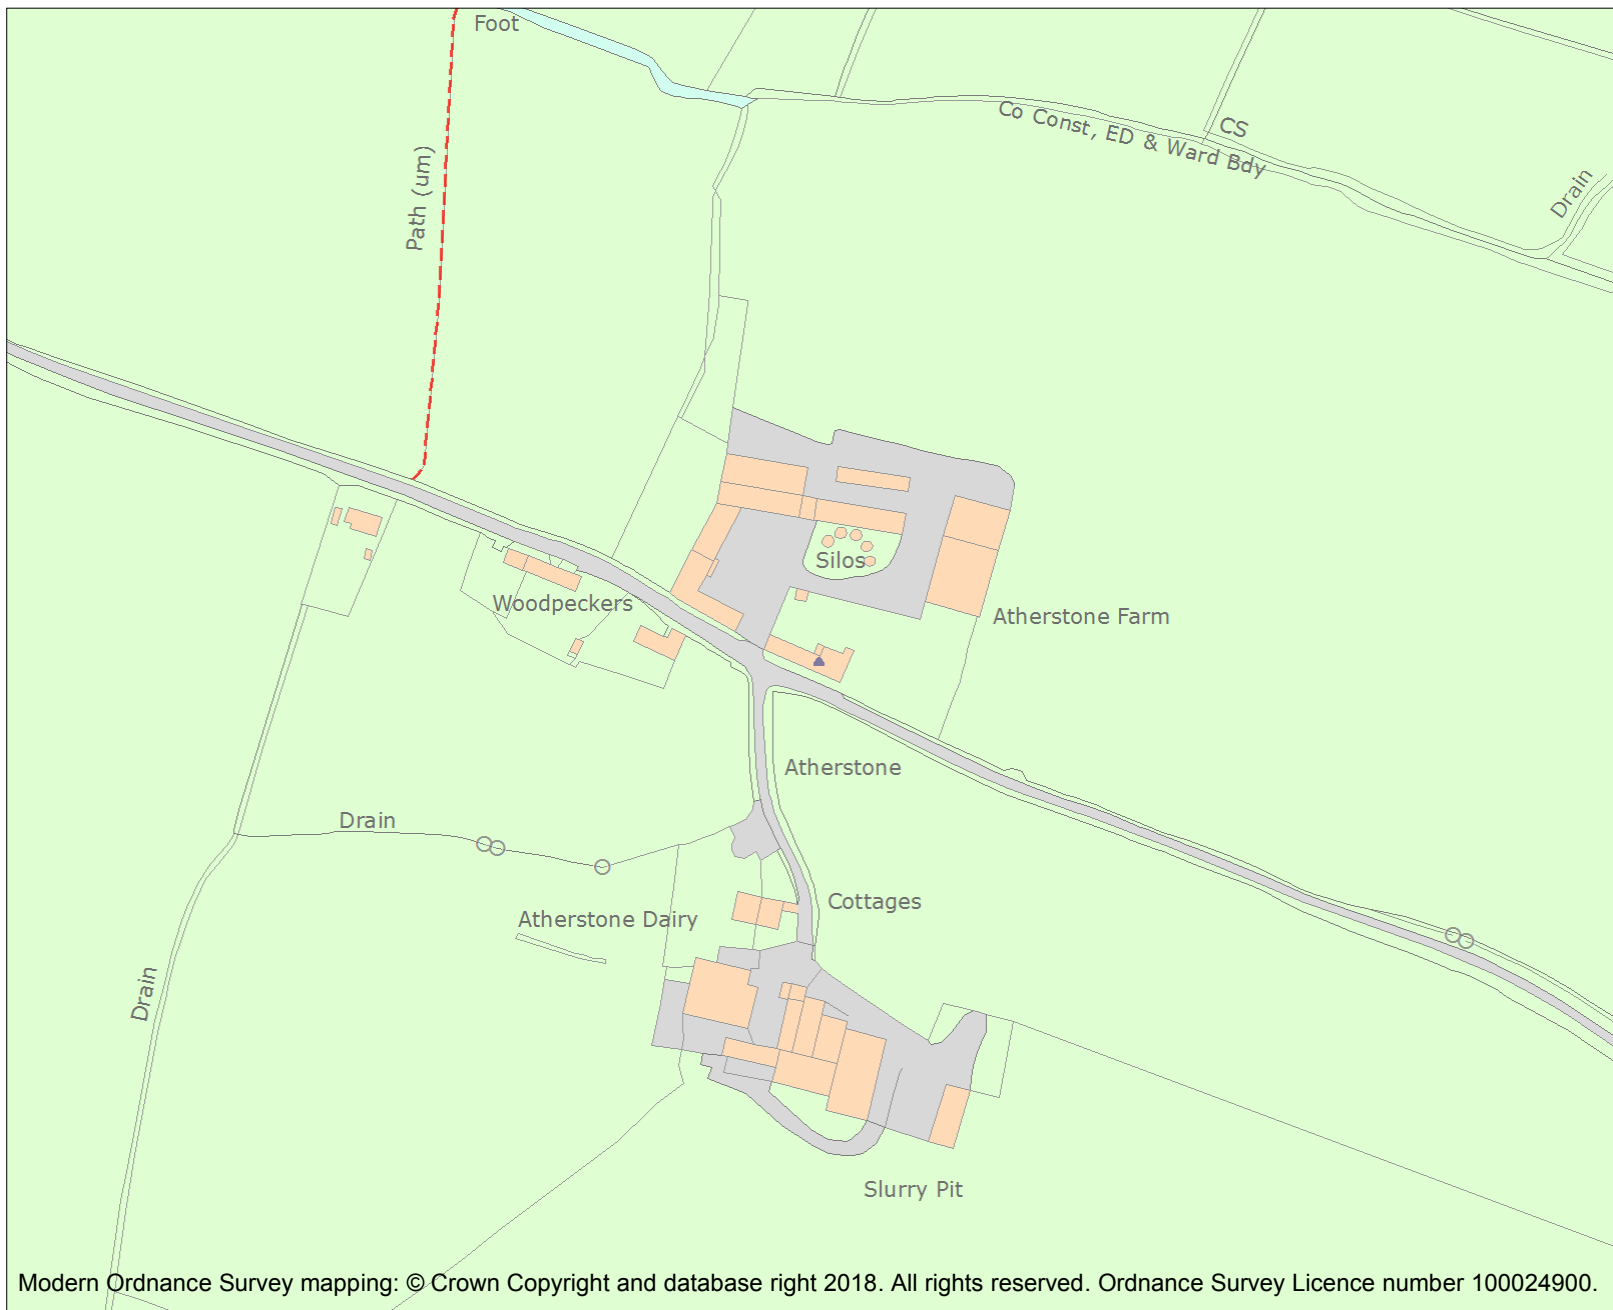 Foot
Path (um)
Co Const, ED & Ward Bdy
CS
Drain
Silos
Woodpeckers
Atherstone Farm
Atherstone
Drain
Cottages
Atherstone Dairy
Drain
Slurry Pit
Modern Ordnance Survey mapping: © Crown Copyright and database right 2018. All rights reserved. Ordnance Survey Licence number 100024900.